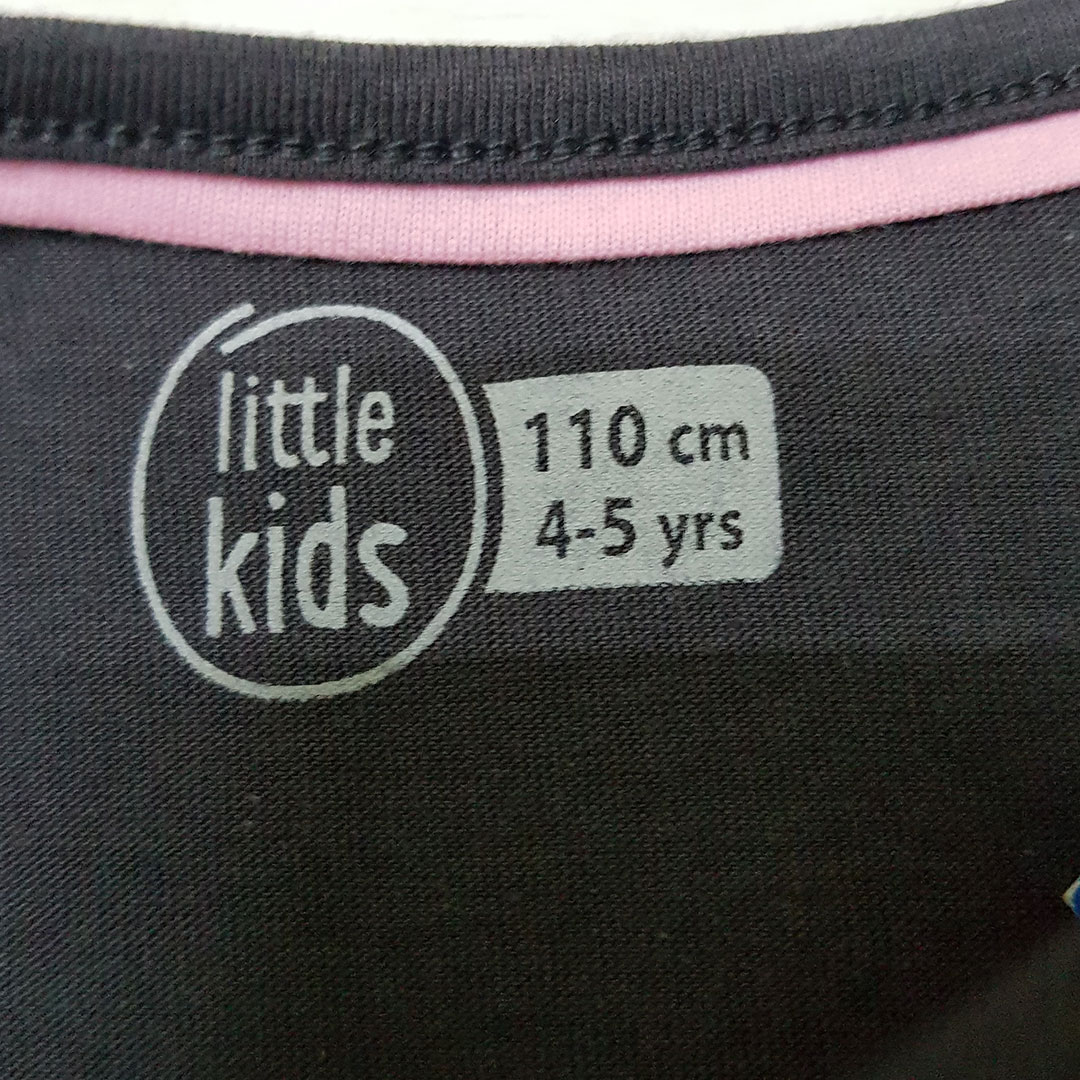 little
kids
110 cm
4-5 yrs